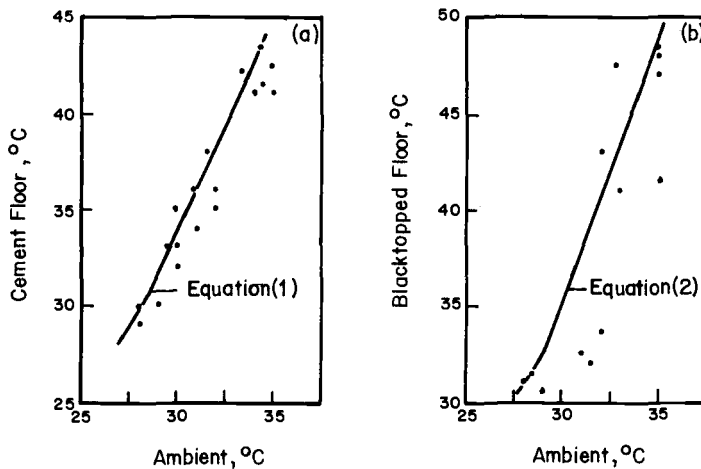 45
40
35
30
25
Cement Floor, °C
(a)
Equation(1)
25
30
35
Ambient, °C
50
45
40
35
30
Blacktopped Floor, °C
(b)
Equation(2)
25
30
35
Ambient, °C